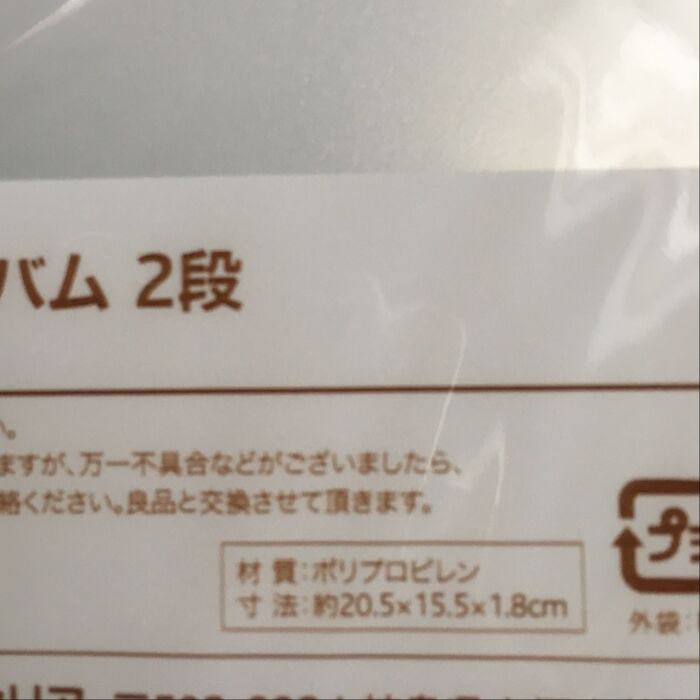 バム 2段
い。
ますが、万一不具合などがございましたら、
絡ください。良品と交換させて頂きます。
材 質:ポリプロピレン
寸 法:約20.5×15.5×1.8cm
プ
外袋: